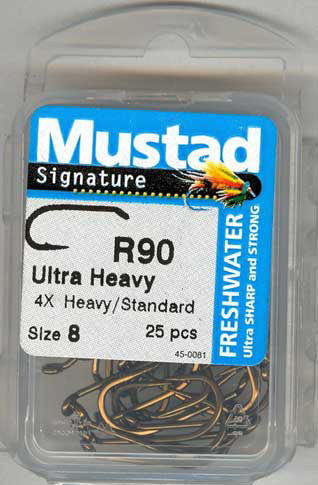 Mustad
Signature
R90
Ultra Heavy
4X Heavy/Standard
Size 8
25 pcs
45-0081
FRESHWATER
Ultra SHARP and STRONG